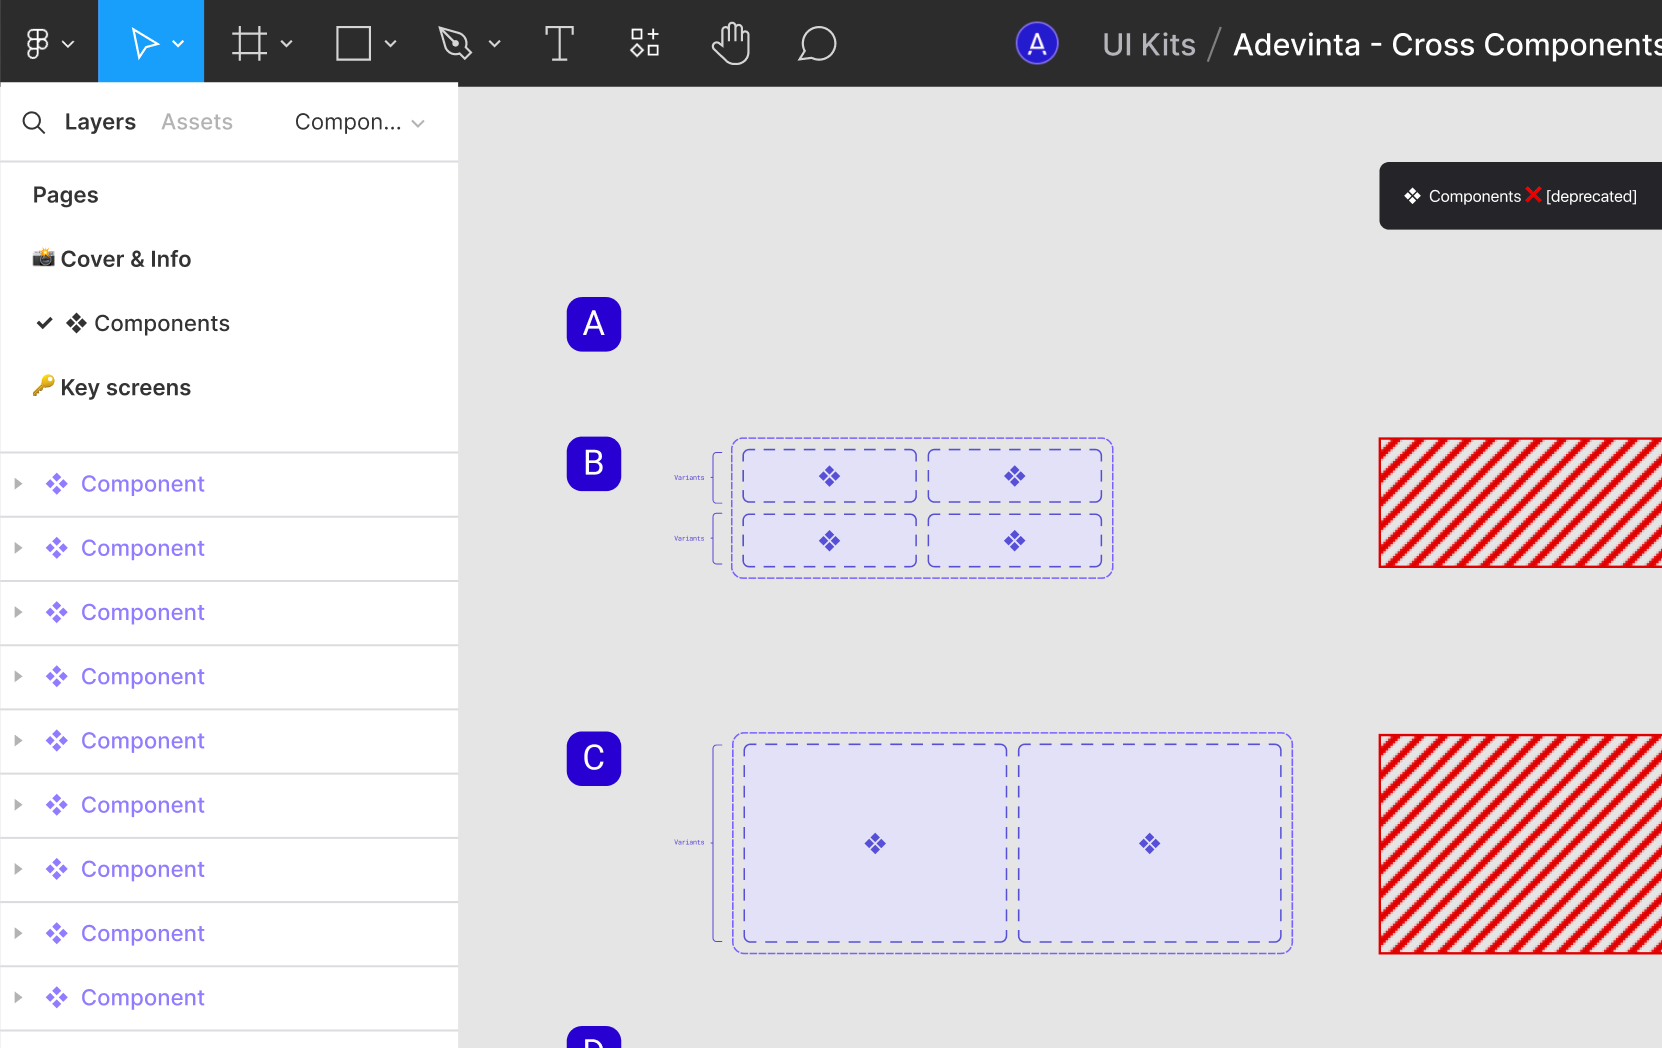 A UI Kits / Adevinta - Cross Components
Layers Assets Compon...
Pages
Cover & Info
Components
Key screens
Component
Component
Component
Component
Component
Component
Component
Component
Component
Components ❌ [deprecated]
A
B
Variants
Variants
C
Variants
D